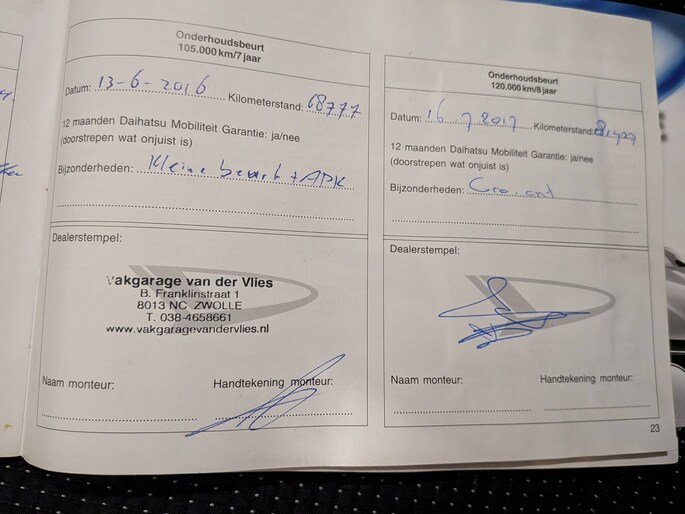 Onderhoudsbeurt
105.000 km/7 jaar
Datum: 13-6-2016 Kilometerstand: 68777
12 maanden Daihatsu Mobiliteit Garantie: ja/nee
(doorstrepen wat onjuist is)
Bijzonderheden: Kleine beurt + APK
Dealerstempel:
Vakgarage van der Vlies
B. Franklinstraat 1
8013 NC ZWOLLE
T. 038-4658661
www.vakgaragevandervlies.nl
Naam monteur: Handtekening monteur:
Onderhoudsbeurt
120.000 km/8 jaar
Datum: 16 7 2017 Kilometerstand:
12 maanden Daihatsu Mobiliteit Garantie: ja/nee
(doorstrepen wat onjuist is)
Bijzonderheden:
Dealerstempel:
Naam monteur: Handtekening monteur:
23